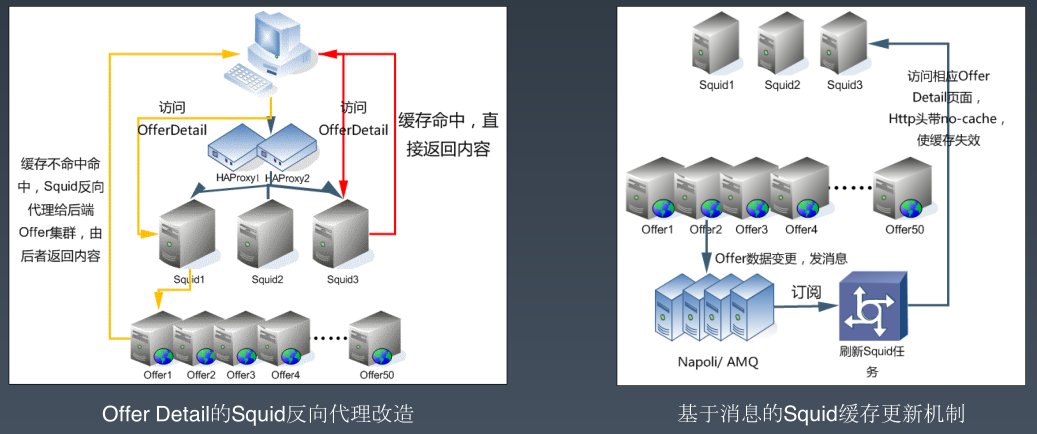 访问
OfferDetail
访问
OfferDetail
缓存命中，直
接返回内容
缓存不命中命
中，Squid反向
代理给后端
Offer集群，由
后者返回内容
HAProxy1
HAProxy2
Squid1
Squid2
Squid3
Offer1
Offer2
Offer3
Offer4
Offer50
Offer Detail的Squid反向代理改造
Squid1
Squid2
Squid3
访问相应Offer
Detail页面，
Http头带no-cache，
使缓存失效
Offer1
Offer2
Offer3
Offer4
Offer50
Offer数据变更，发消息
订阅
Napoli/ AMQ
刷新Squid任
务
基于消息的Squid缓存更新机制